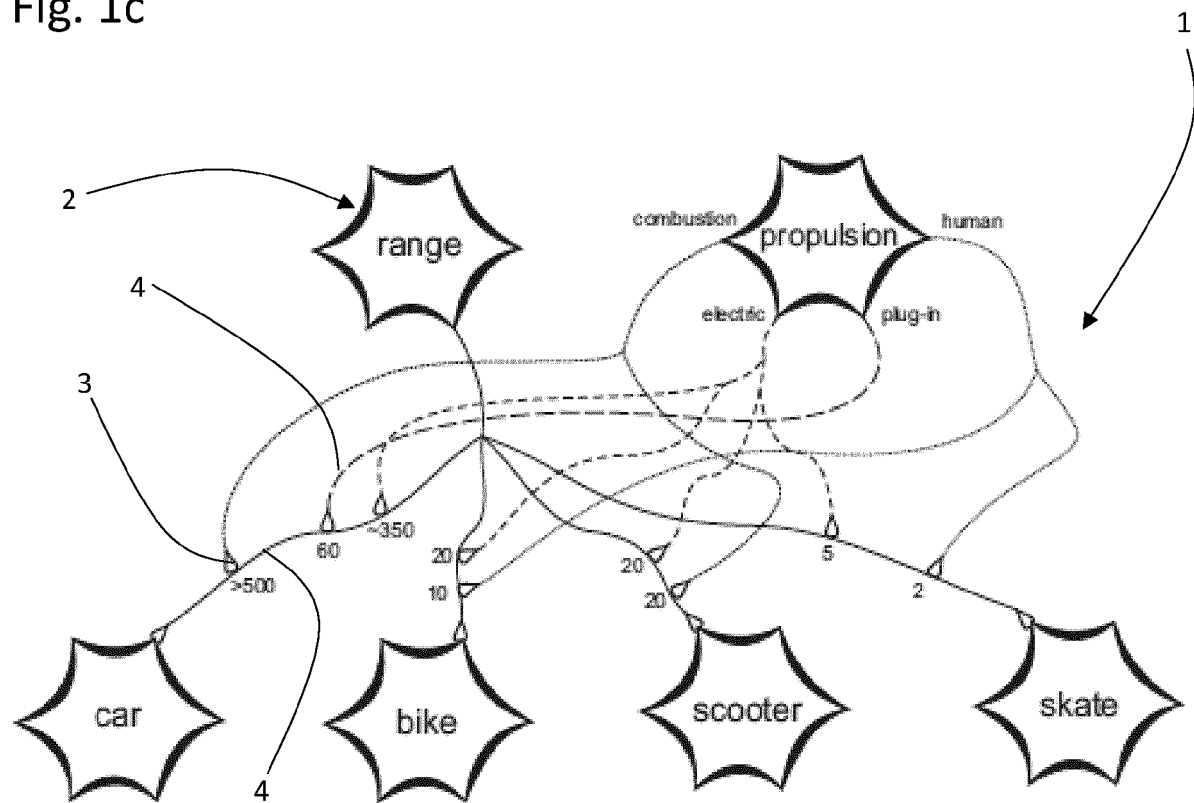 Fig. 1c
1
2
range
combustion
propulsion
human
electric
plug-in
4
3
>500
60
~350
20
10
20
20
5
2
car
bike
scooter
skate
4